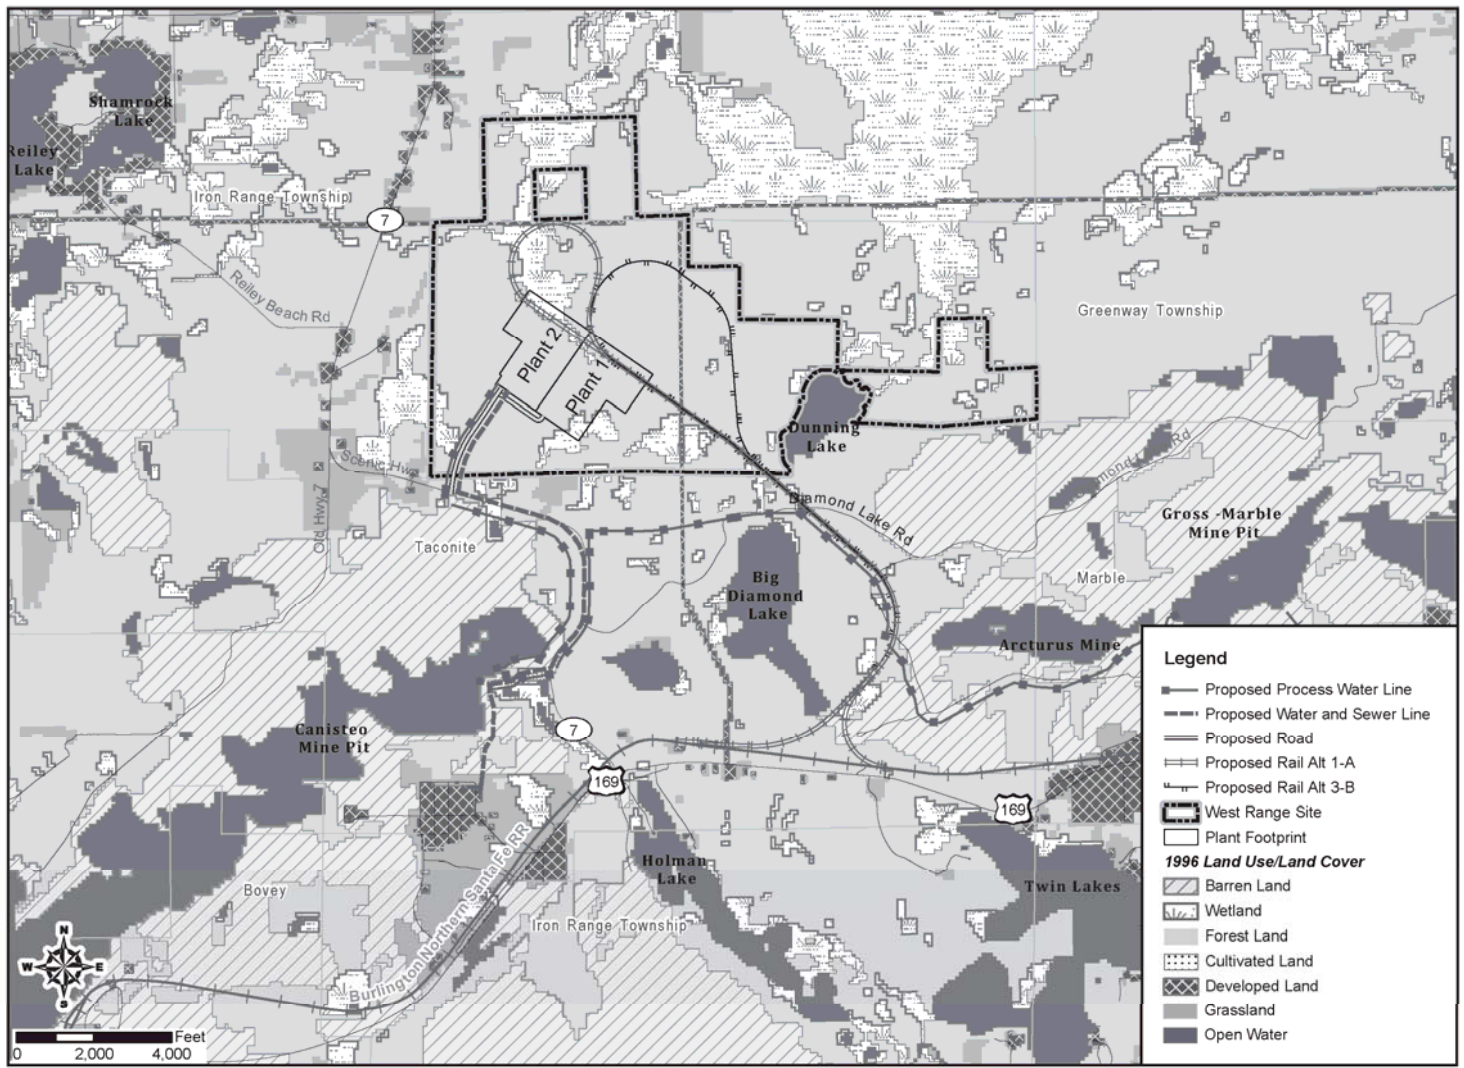 Shamrock
Lake
Reiley
Lake
Iron Range Township
7
Reiley Beach Rd
Greenway Township
Plant 2
Plant 1
Dunning
Lake
Scenic Hwy
Old Hwy 7
Diamond Lake Rd
Rd
Gross -Marble
Mine Pit
Taconite
Big
Diamond
Lake
Marble
Arcturus Mine
Canisteo
Mine Pit
7
169
169
Holman
Lake
Twin Lakes
Bovey
Iron Range Township
Burlington Northern Santa Fe RR
N
W
E
S
Feet
0
2,000
4,000
Legend
Proposed Process Water Line
Proposed Water and Sewer Line
Proposed Road
Proposed Rail Alt 1-A
Proposed Rail Alt 3-B
West Range Site
Plant Footprint
1996 Land Use/Land Cover
Barren Land
Wetland
Forest Land
Cultivated Land
Developed Land
Grassland
Open Water